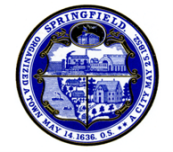 SPRINGFIELD
ORGANIZED A TOWN MAY 14.1636. O.S. ★★ A CITY MAY 25.1852.